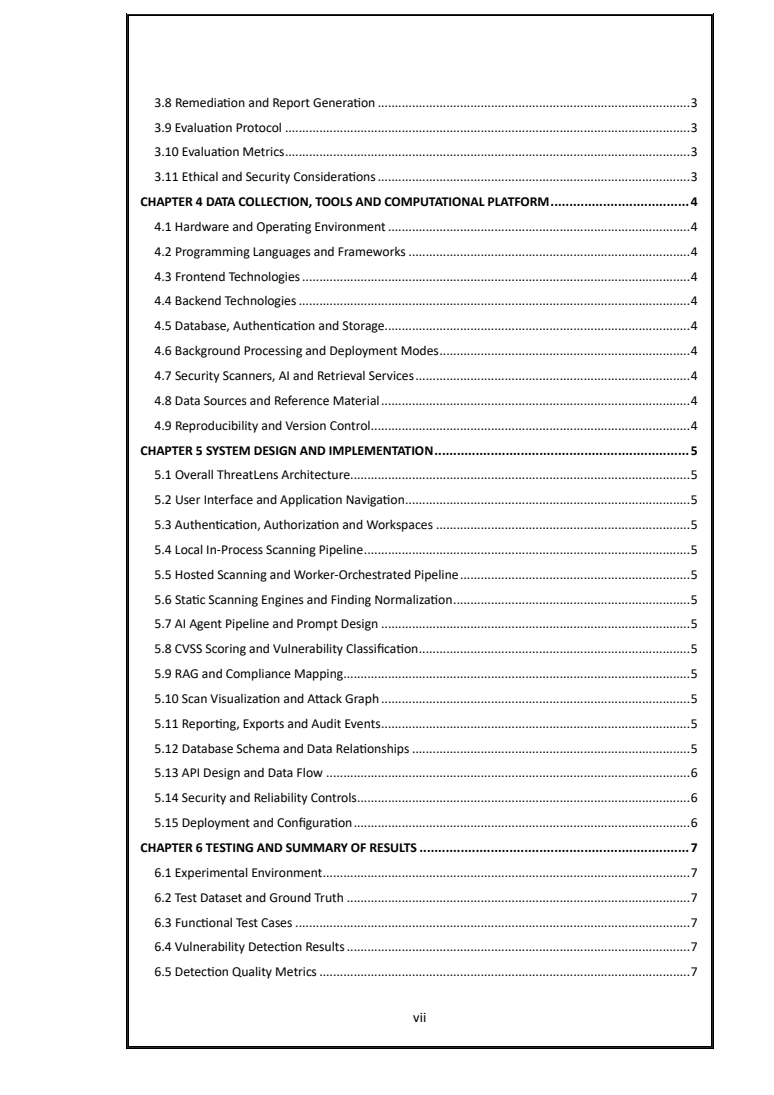 3.8 Remediation and Report Generation ..........3
3.9 Evaluation Protocol ..........3
3.10 Evaluation Metrics..........3
3.11 Ethical and Security Considerations ..........3
CHAPTER 4 DATA COLLECTION, TOOLS AND COMPUTATIONAL PLATFORM..........4
4.1 Hardware and Operating Environment ..........4
4.2 Programming Languages and Frameworks ..........4
4.3 Frontend Technologies ..........4
4.4 Backend Technologies ..........4
4.5 Database, Authentication and Storage..........4
4.6 Background Processing and Deployment Modes..........4
4.7 Security Scanners, AI and Retrieval Services..........4
4.8 Data Sources and Reference Material..........4
4.9 Reproducibility and Version Control..........4
CHAPTER 5 SYSTEM DESIGN AND IMPLEMENTATION..........5
5.1 Overall ThreatLens Architecture..........5
5.2 User Interface and Application Navigation..........5
5.3 Authentication, Authorization and Workspaces ..........5
5.4 Local In-Process Scanning Pipeline..........5
5.5 Hosted Scanning and Worker-Orchestrated Pipeline..........5
5.6 Static Scanning Engines and Finding Normalization..........5
5.7 AI Agent Pipeline and Prompt Design ..........5
5.8 CVSS Scoring and Vulnerability Classification..........5
5.9 RAG and Compliance Mapping..........5
5.10 Scan Visualization and Attack Graph..........5
5.11 Reporting, Exports and Audit Events..........5
5.12 Database Schema and Data Relationships ..........5
5.13 API Design and Data Flow ..........6
5.14 Security and Reliability Controls..........6
5.15 Deployment and Configuration..........6
CHAPTER 6 TESTING AND SUMMARY OF RESULTS ..........7
6.1 Experimental Environment..........7
6.2 Test Dataset and Ground Truth ..........7
6.3 Functional Test Cases ..........7
6.4 Vulnerability Detection Results ..........7
6.5 Detection Quality Metrics ..........7
vii